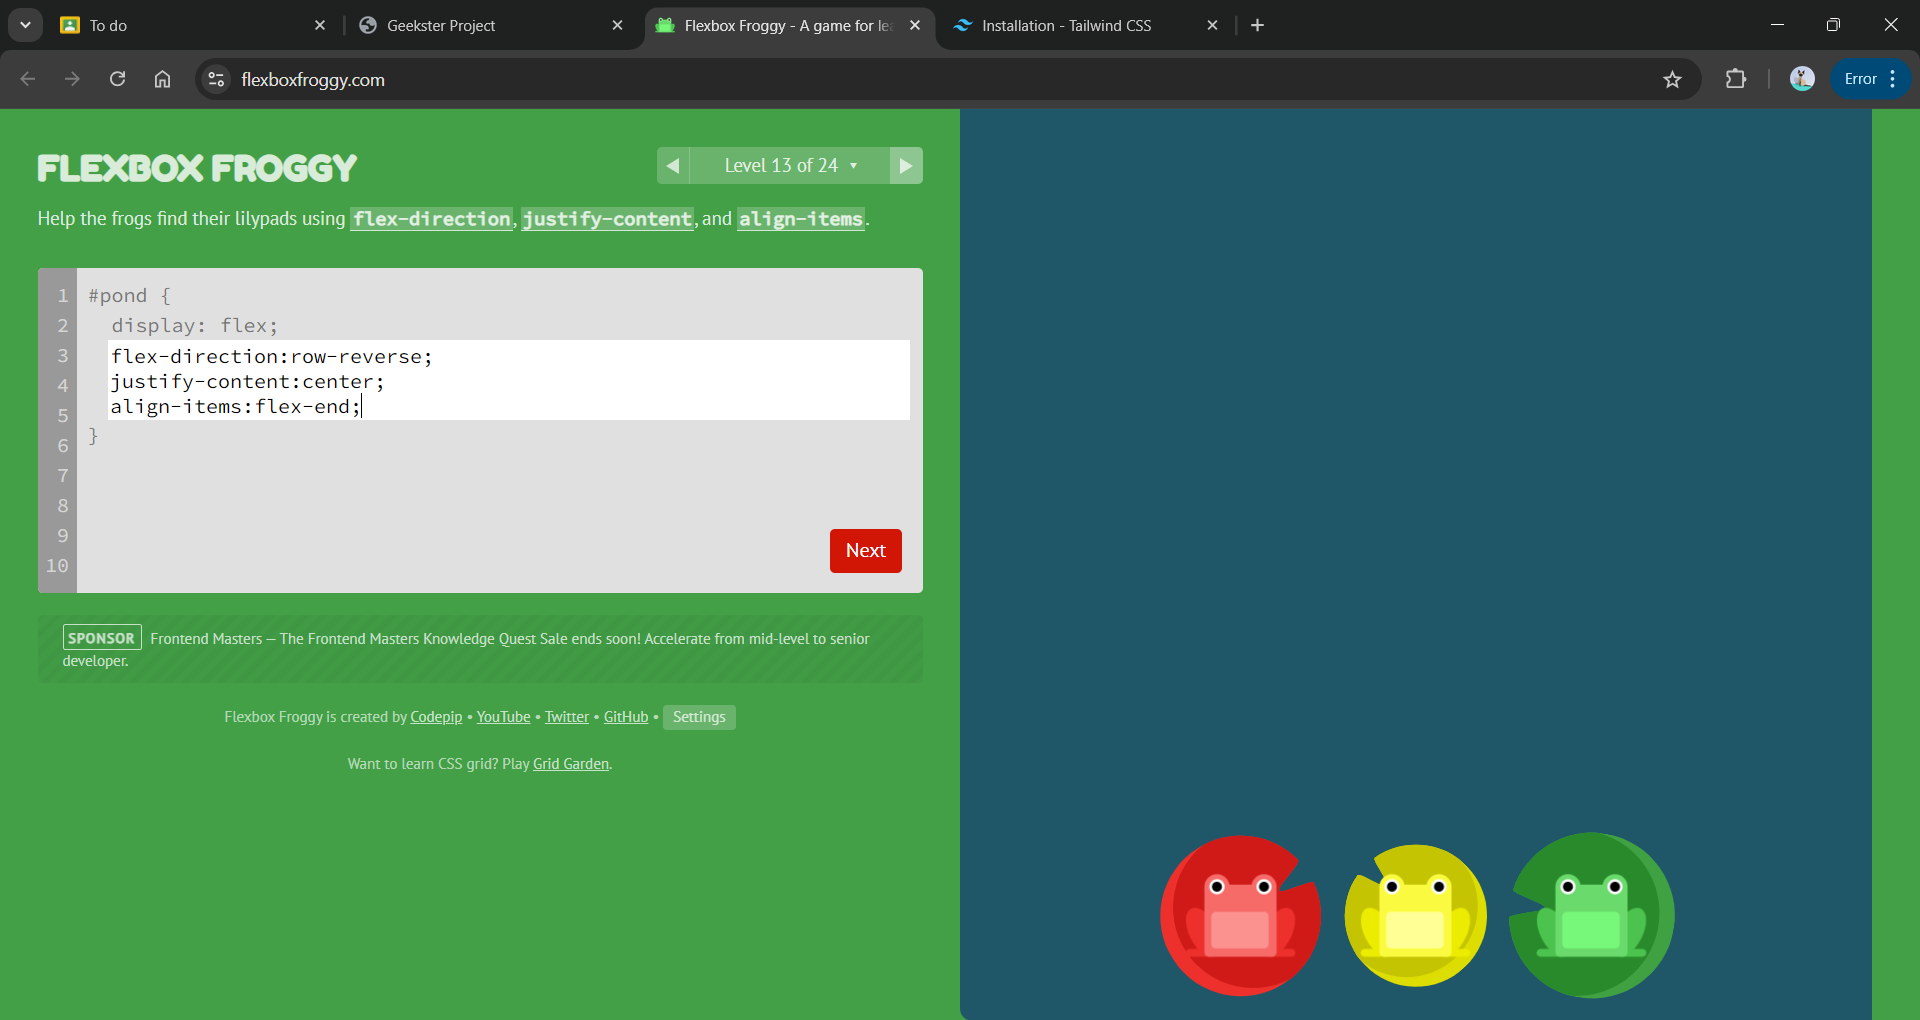 To do
Geekster Project
Flexbox Froggy - A game for le
Installation - Tailwind CSS
flexboxfroggy.com
Error
FLEXBOX FROGGY
Level 13 of 24
Help the frogs find their lilypads using flex-direction, justify-content, and align-items.
1 #pond {
2 display: flex;
3 flex-direction:row-reverse;
4 justify-content:center;
5 align-items:flex-end;
6 }
7
8
9
10
Next
SPONSOR Frontend Masters — The Frontend Masters Knowledge Quest Sale ends soon! Accelerate from mid-level to senior
developer.
Flexbox Froggy is created by Codepip • YouTube • Twitter • GitHub • Settings
Want to learn CSS grid? Play Grid Garden.